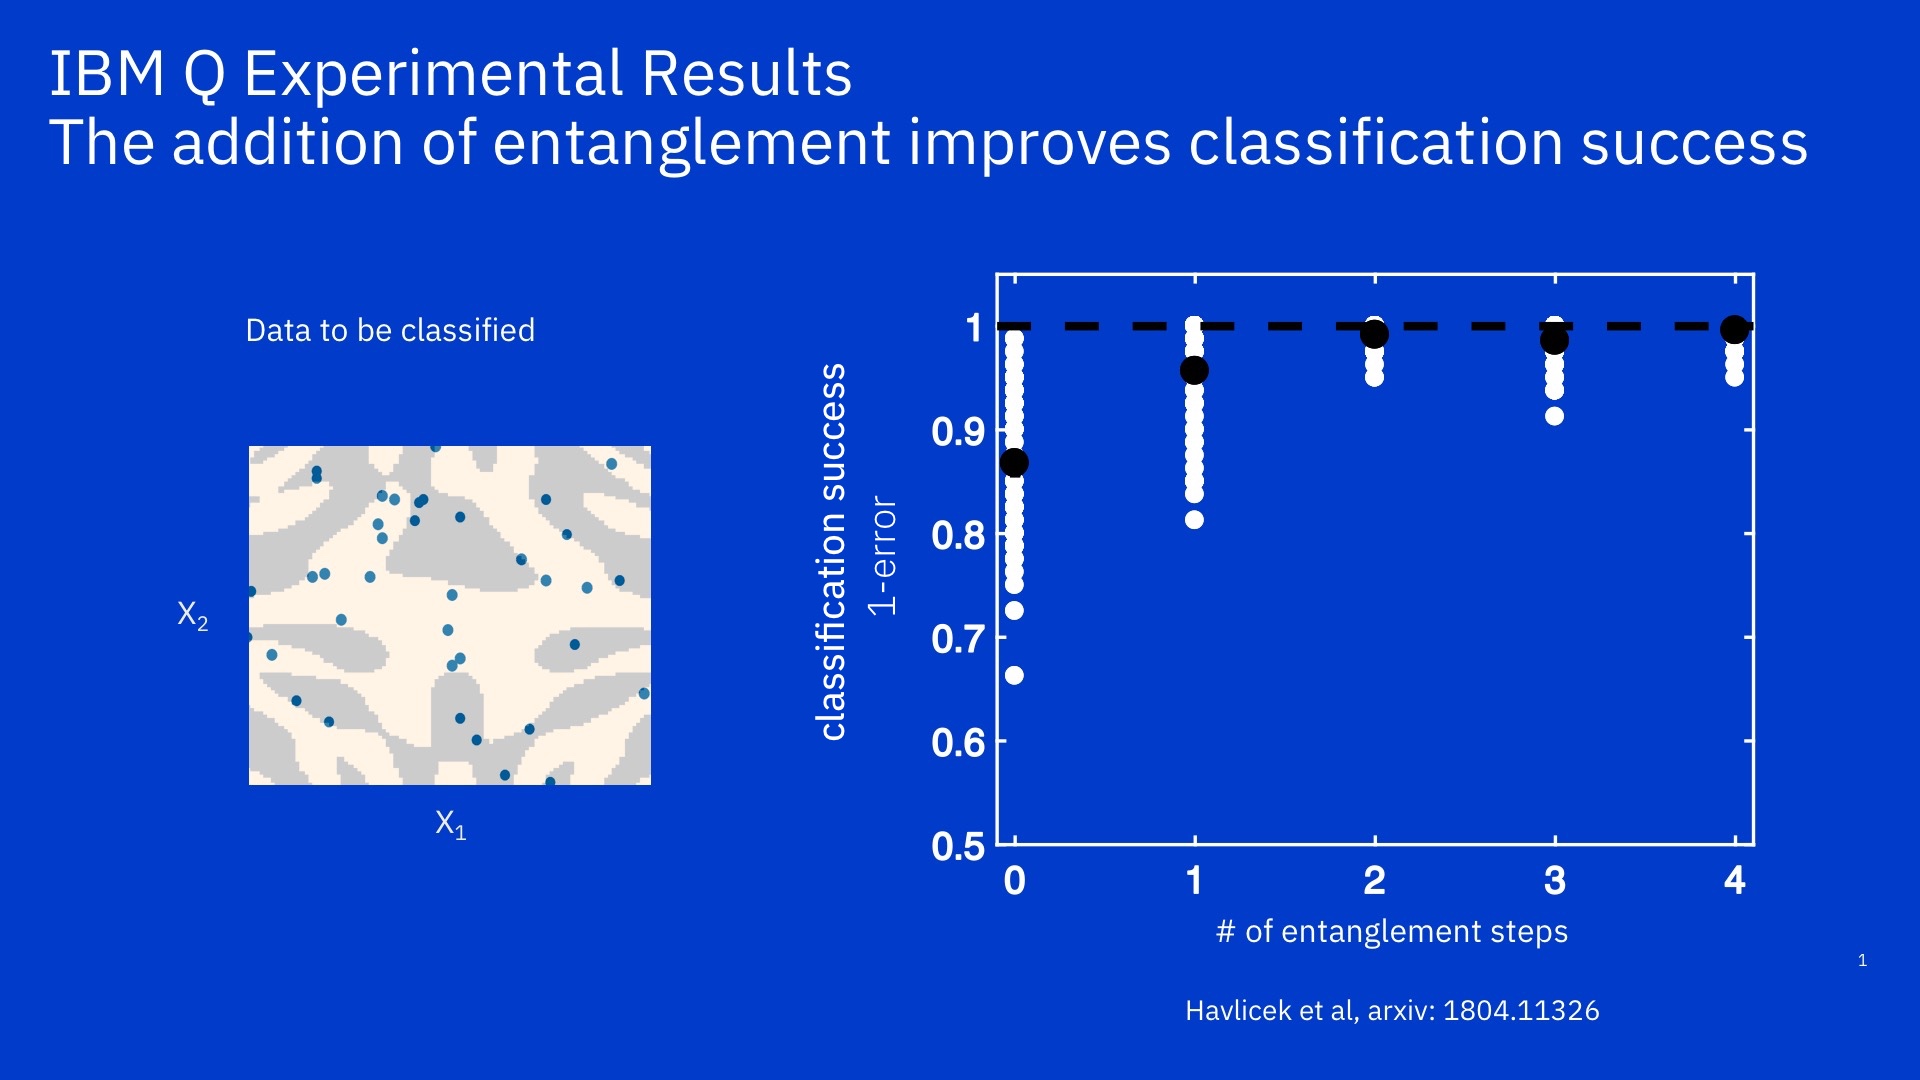 IBM Q Experimental Results
The addition of entanglement improves classification success
Data to be classified
X2
X1
classification success
1-error
1
0.9
0.8
0.7
0.6
0.5
0 1 2 3 4
# of entanglement steps
1
Havlicek et al, arxiv: 1804.11326